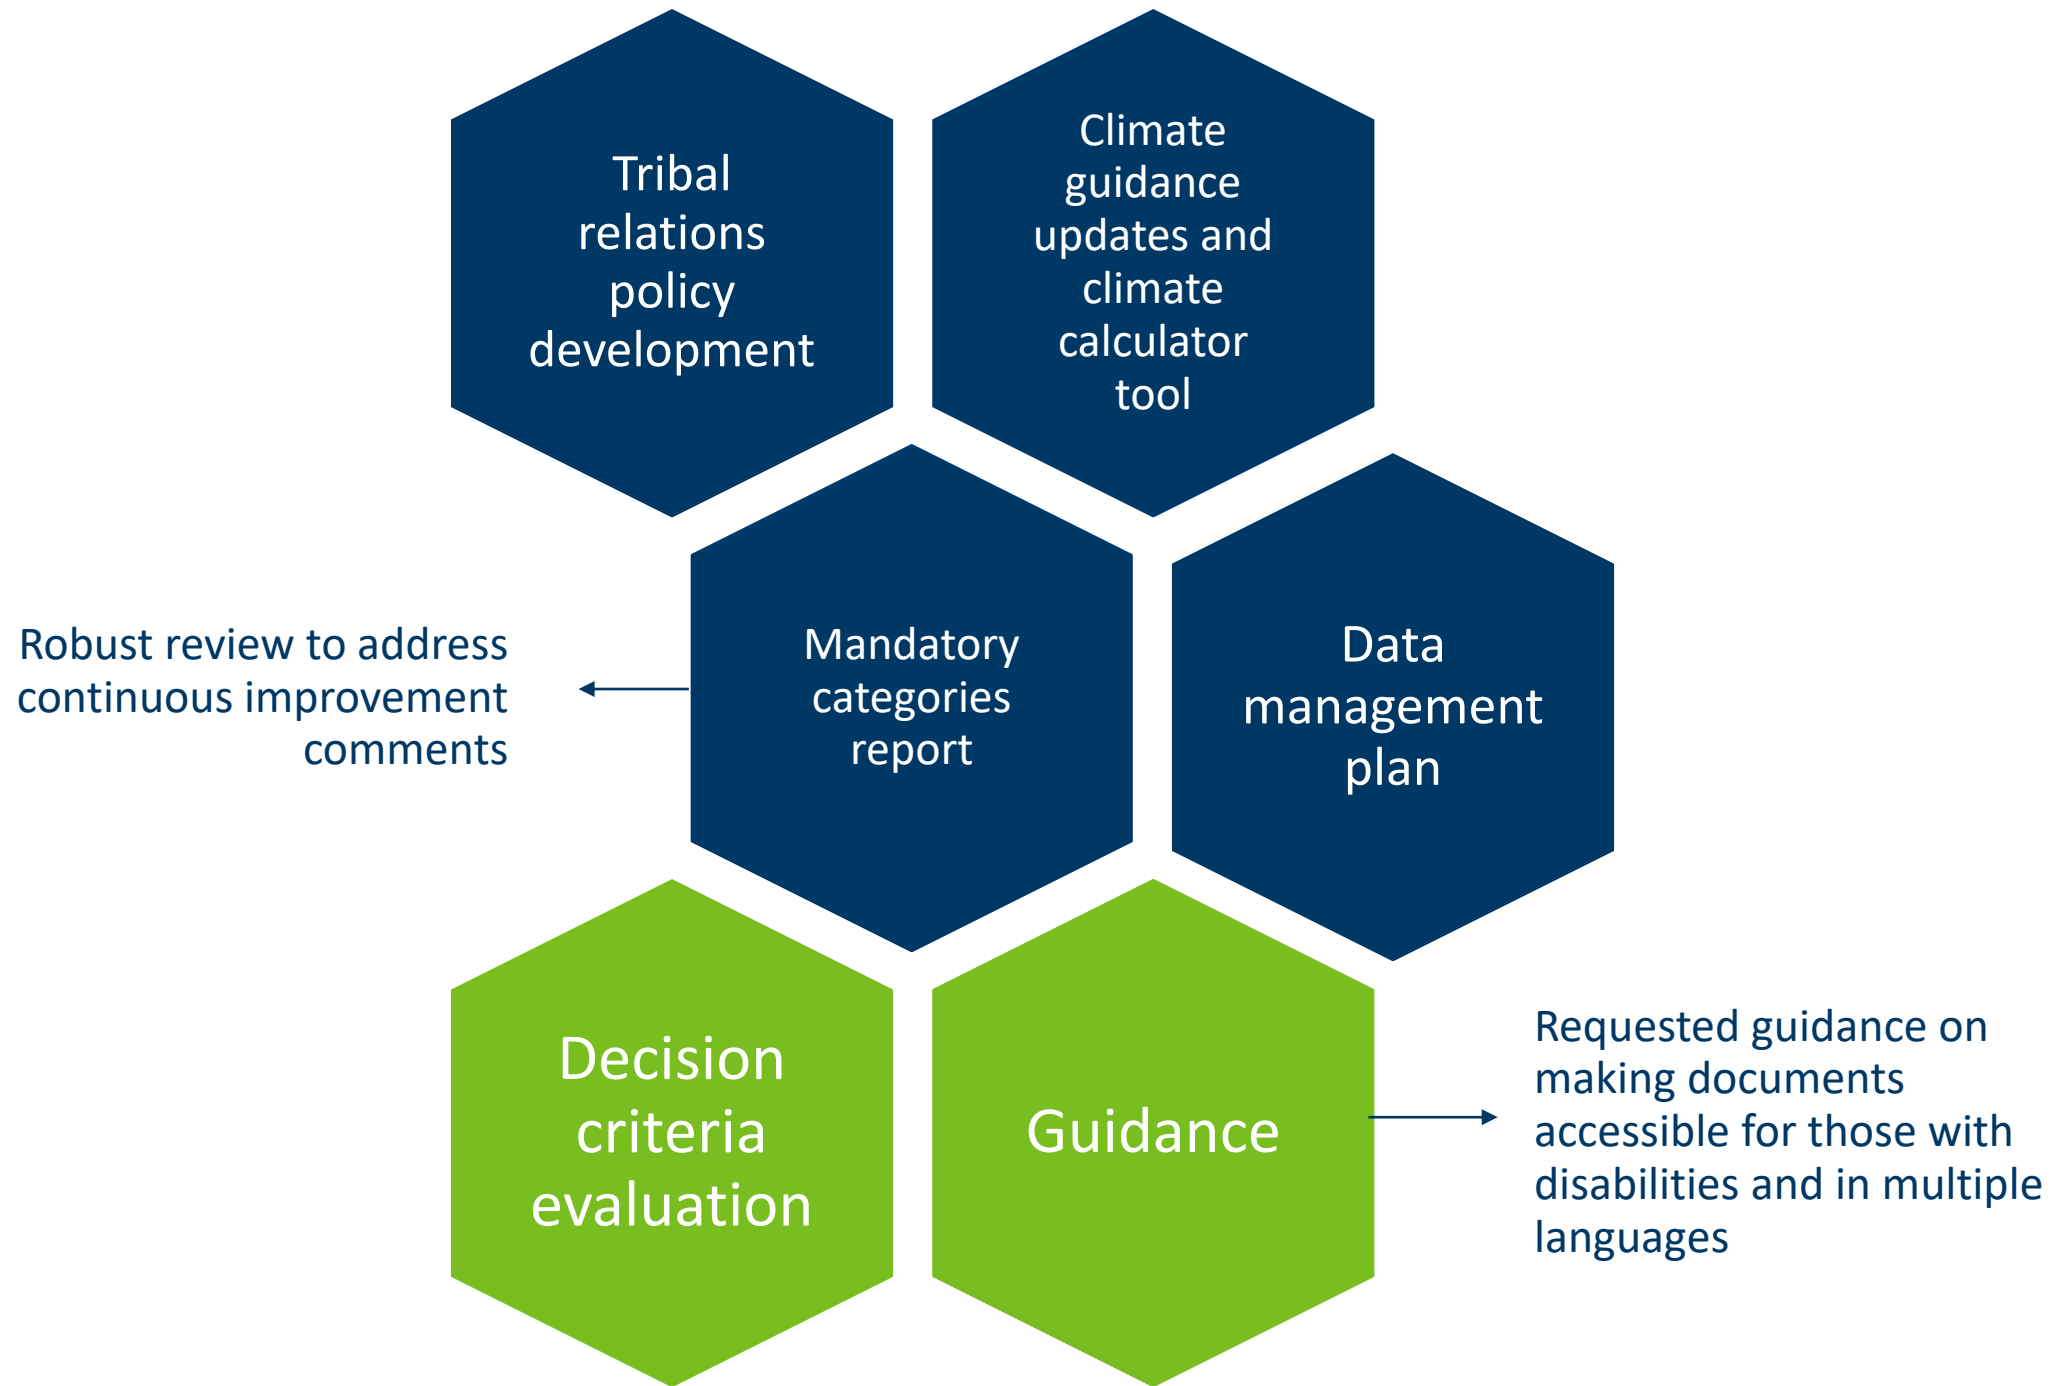 Tribal
relations
policy
development
Climate
guidance
updates and
climate
calculator
tool
Robust review to address
continuous improvement
comments
Mandatory
categories
report
Data
management
plan
Decision
criteria
evaluation
Guidance
Requested guidance on
making documents
accessible for those with
disabilities and in multiple
languages